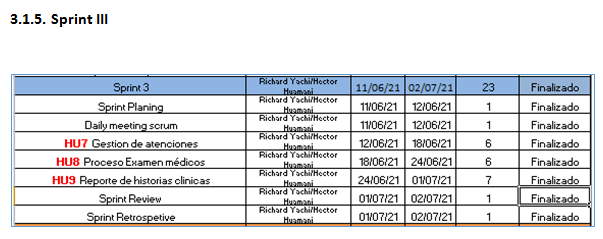 3.1.5. Sprint III
Sprint 3 Richard Yachi/Hector Huamani 11/06/21 02/07/21 23 Finalizado
Sprint Planing Richard Yachi/Hector Huamani 11/06/21 12/06/21 1 Finalizado
Daily meeting scrum Richard Yachi/Hector Huamani 11/06/21 12/06/21 1 Finalizado
HU7 Gestion de atenciones Richard Yachi/Hector Huamani 12/06/21 18/06/21 6 Finalizado
HU8 Proceso Examen médicos Richard Yachi/Hector Huamani 18/06/21 24/06/21 6 Finalizado
HU9 Reporte de historias clinicas Richard Yachi/Hector Huamani 24/06/21 01/07/21 7 Finalizado
Sprint Review Richard Yachi/Hector Huamani 01/07/21 02/07/21 1 Finalizado
Sprint Retrospetive Richard Yachi/Hector Huamani 01/07/21 02/07/21 1 Finalizado